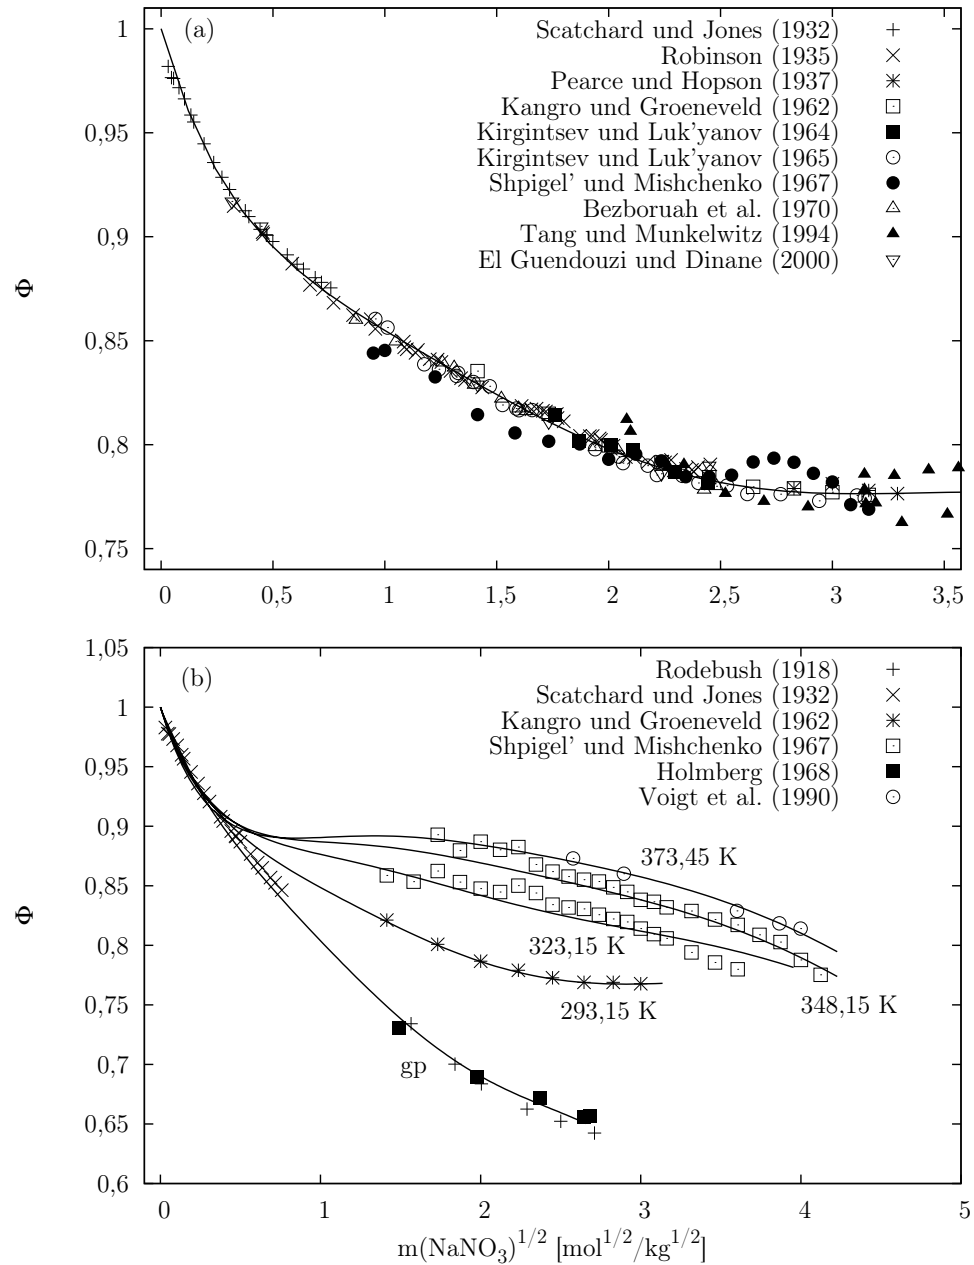 (a)
Scatchard und Jones (1932)
Robinson (1935)
Pearce und Hopson (1937)
Kangro und Groeneveld (1962)
Kirgintsev und Luk'yanov (1964)
Kirgintsev und Luk'yanov (1965)
Shpigel' und Mishchenko (1967)
Bezboruah et al. (1970)
Tang und Munkelwitz (1994)
El Guendouzi und Dinane (2000)
1
0,95
0,9
0,85
0,8
0,75
Φ
0 0,5 1 1,5 2 2,5 3 3,5
(b)
Rodebush (1918)
Scatchard und Jones (1932)
Kangro und Groeneveld (1962)
Shpigel' und Mishchenko (1967)
Holmberg (1968)
Voigt et al. (1990)
1,05
1
0,95
0,9
0,85
0,8
0,75
0,7
0,65
0,6
Φ
373,45 K
323,15 K
293,15 K
348,15 K
gp
0 1 2 3 4 5
m(NaNO₃)^1/2 [mol^1/2/kg^1/2]